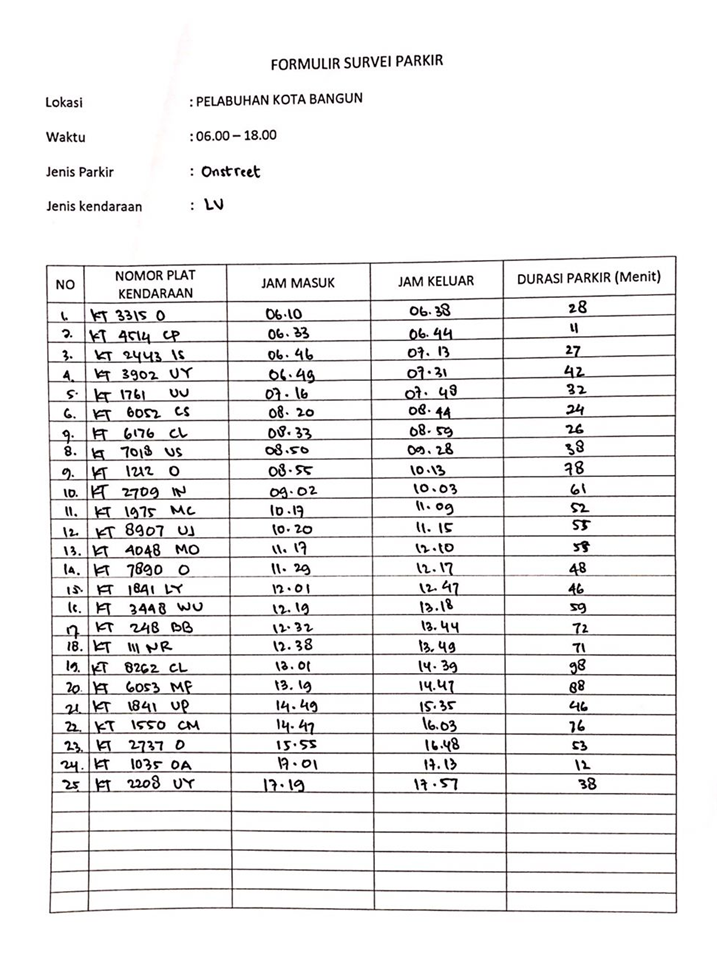 FORMULIR SURVEI PARKIR
Lokasi : PELABUHAN KOTA BANGUN
Waktu : 06.00 – 18.00
Jenis Parkir : Onstreet
Jenis kendaraan : LV
NO NOMOR PLAT KENDARAAN JAM MASUK JAM KELUAR DURASI PARKIR (Menit)
1. KT 3315 O 06.10 06.38 28
2. KT 4514 CP 06.33 06.44 11
3. KT 2443 IS 06.46 07.13 27
4. KT 3902 UY 06.49 07.31 42
5. KT 1761 UU 07.16 07.48 32
6. KT 6052 CS 08.20 08.44 24
7. KT 6176 CL 08.33 08.59 26
8. KT 7018 US 08.50 09.28 38
9. KT 1212 O 08.55 10.13 78
10. KT 2709 IN 09.02 10.03 61
11. KT 1975 MC 10.17 11.09 52
12. KT 8907 UJ 10.20 11.15 55
13. KT 4048 MO 11.17 12.10 53
14. KT 7890 O 11.29 12.17 48
15. KT 1841 LY 12.01 12.47 46
16. KT 3448 WU 12.19 13.18 59
17. KT 248 BB 12.32 13.44 72
18. KT 111 NR 12.38 13.49 71
19. KT 8262 CL 13.01 14.39 98
20. KT 6053 MF 13.19 14.47 88
21. KT 1841 UP 14.49 15.35 46
22. KT 1550 CM 14.47 16.03 76
23. KT 2737 O 15.55 16.48 53
24. KT 1035 OA 17.01 17.13 12
25 KT 2208 UY 17.19 17.57 38